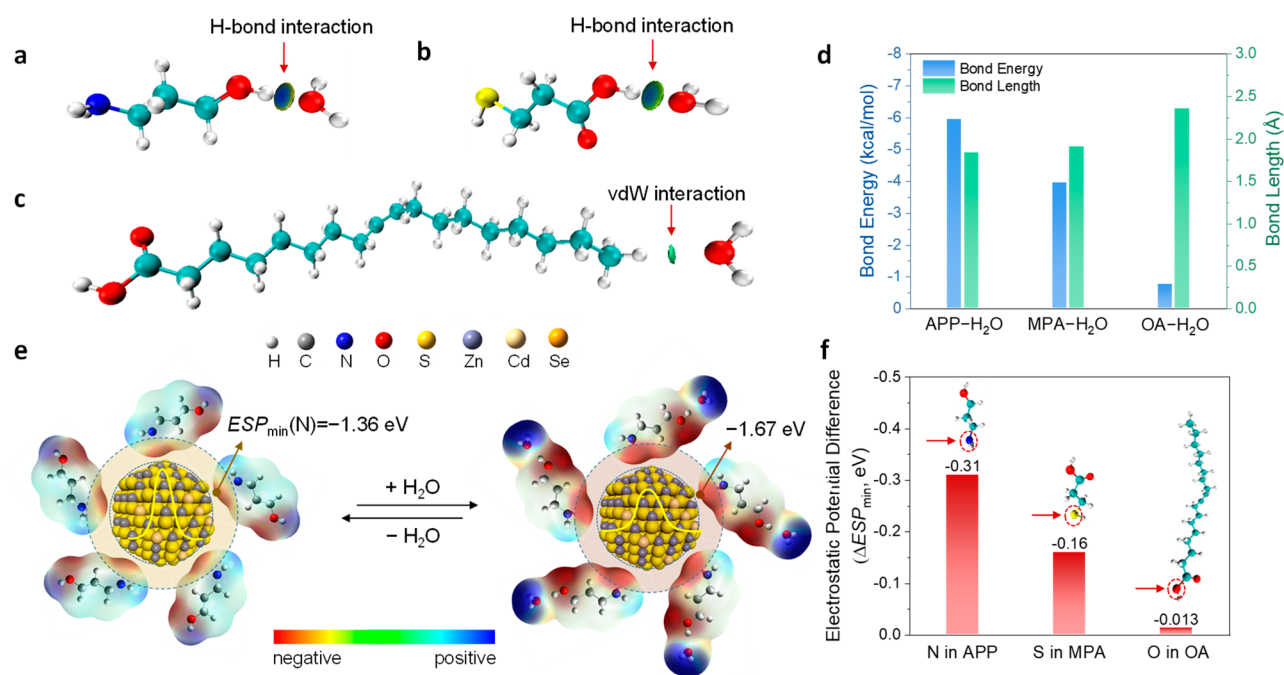 a
H-bond interaction
b
H-bond interaction
c
vdW interaction
d
Bond Energy (kcal/mol)
-8
-7
-6
-5
-4
-3
-2
-1
0
Bond Energy
Bond Length
3.0
2.5
2.0
1.5
1.0
0.5
0.0
Bond Length (Å)
APP–H₂O MPA–H₂O OA–H₂O
H C N O S Zn Cd Se
e
ESPmin(N)=−1.36 eV
+ H₂O
− H₂O
−1.67 eV
negative positive
f
Electrostatic Potential Difference
(ΔESPmin, eV)
-0.5
-0.4
-0.3
-0.2
-0.1
0.0
-0.31
-0.16
-0.013
N in APP S in MPA O in OA